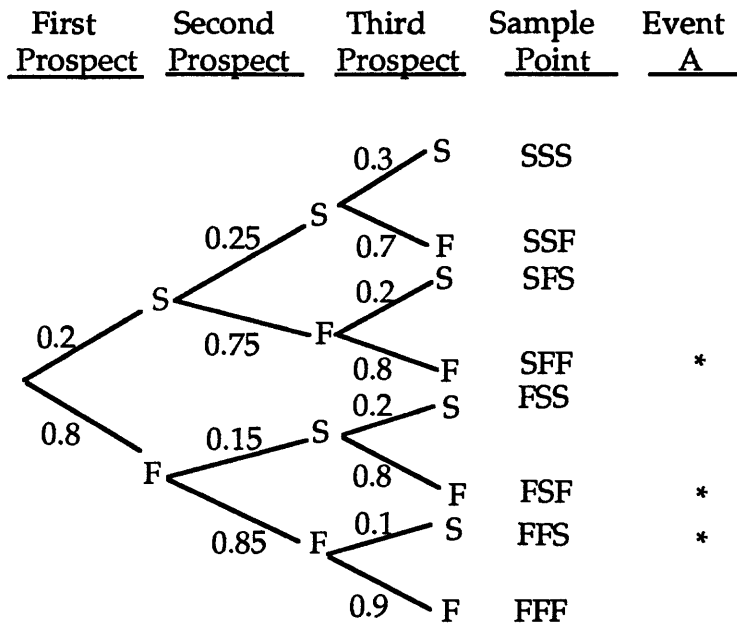 First Second Third Sample Event
Prospect Prospect Prospect Point A
0.3 S SSS
S
0.25 0.7 F SSF
S 0.2 S SFS
0.2 0.75 F
0.8 F SFF *
0.2 S FSS
0.8 0.15 S
F 0.8 F FSF *
0.85 F 0.1 S FFS *
0.9 F FFF